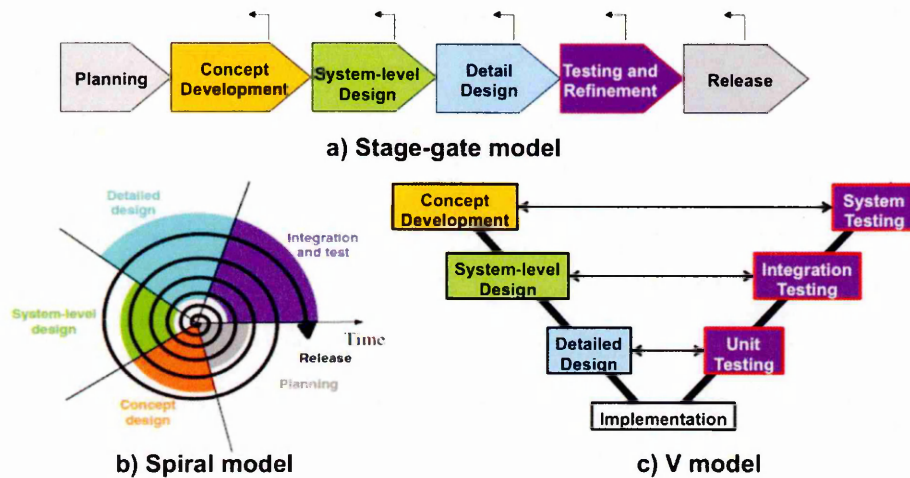 Planning
Concept
Development
System-level
Design
Detail
Design
Testing and
Refinement
Release
a) Stage-gate model
Detailed
design
Integration
and test
System-level
design
Time
Release
Planning
Concept
design
b) Spiral model
Concept
Development
System
Testing
System-level
Design
Integration
Testing
Detailed
Design
Unit
Testing
Implementation
c) V model